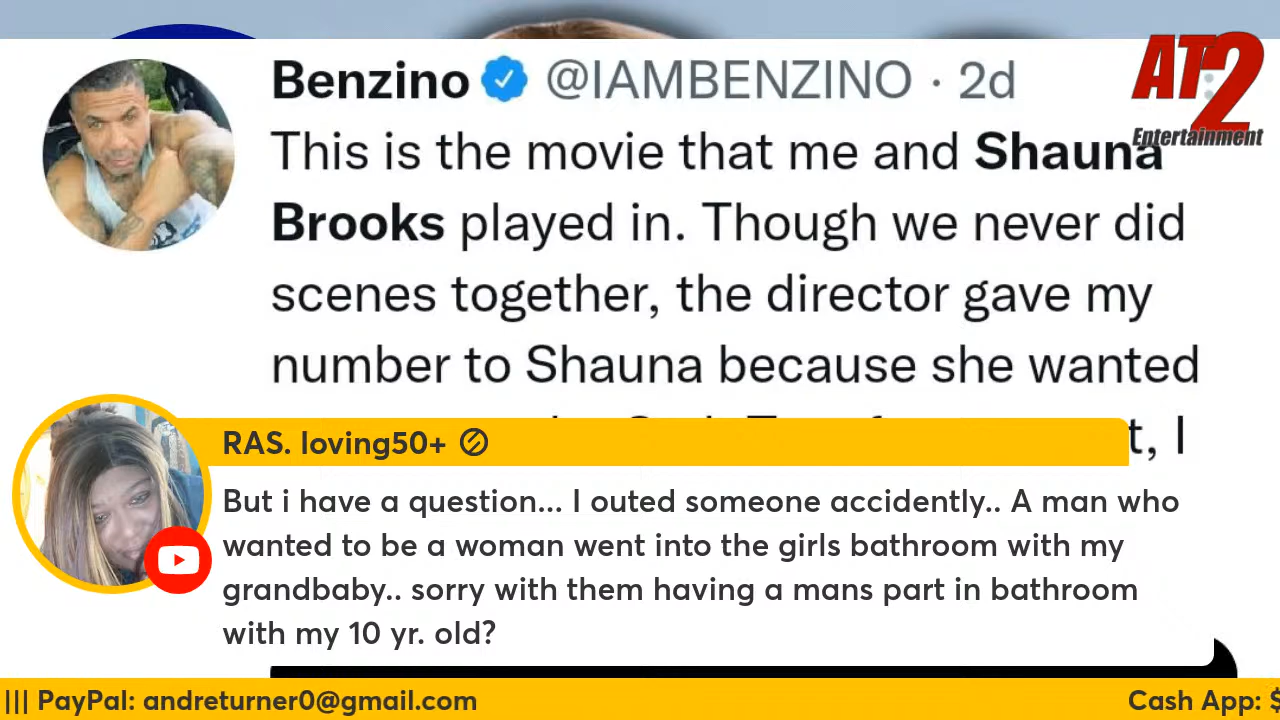 Benzino @IAMBENZINO · 2d
AT2
Entertainment
This is the movie that me and Shauna
Brooks played in. Though we never did
scenes together, the director gave my
number to Shauna because she wanted
t, I
RAS. loving50+
But i have a question... I outed someone accidently.. A man who
wanted to be a woman went into the girls bathroom with my
grandbaby.. sorry with them having a mans part in bathroom
with my 10 yr. old?
||| PayPal: andreturner0@gmail.com
Cash App: $